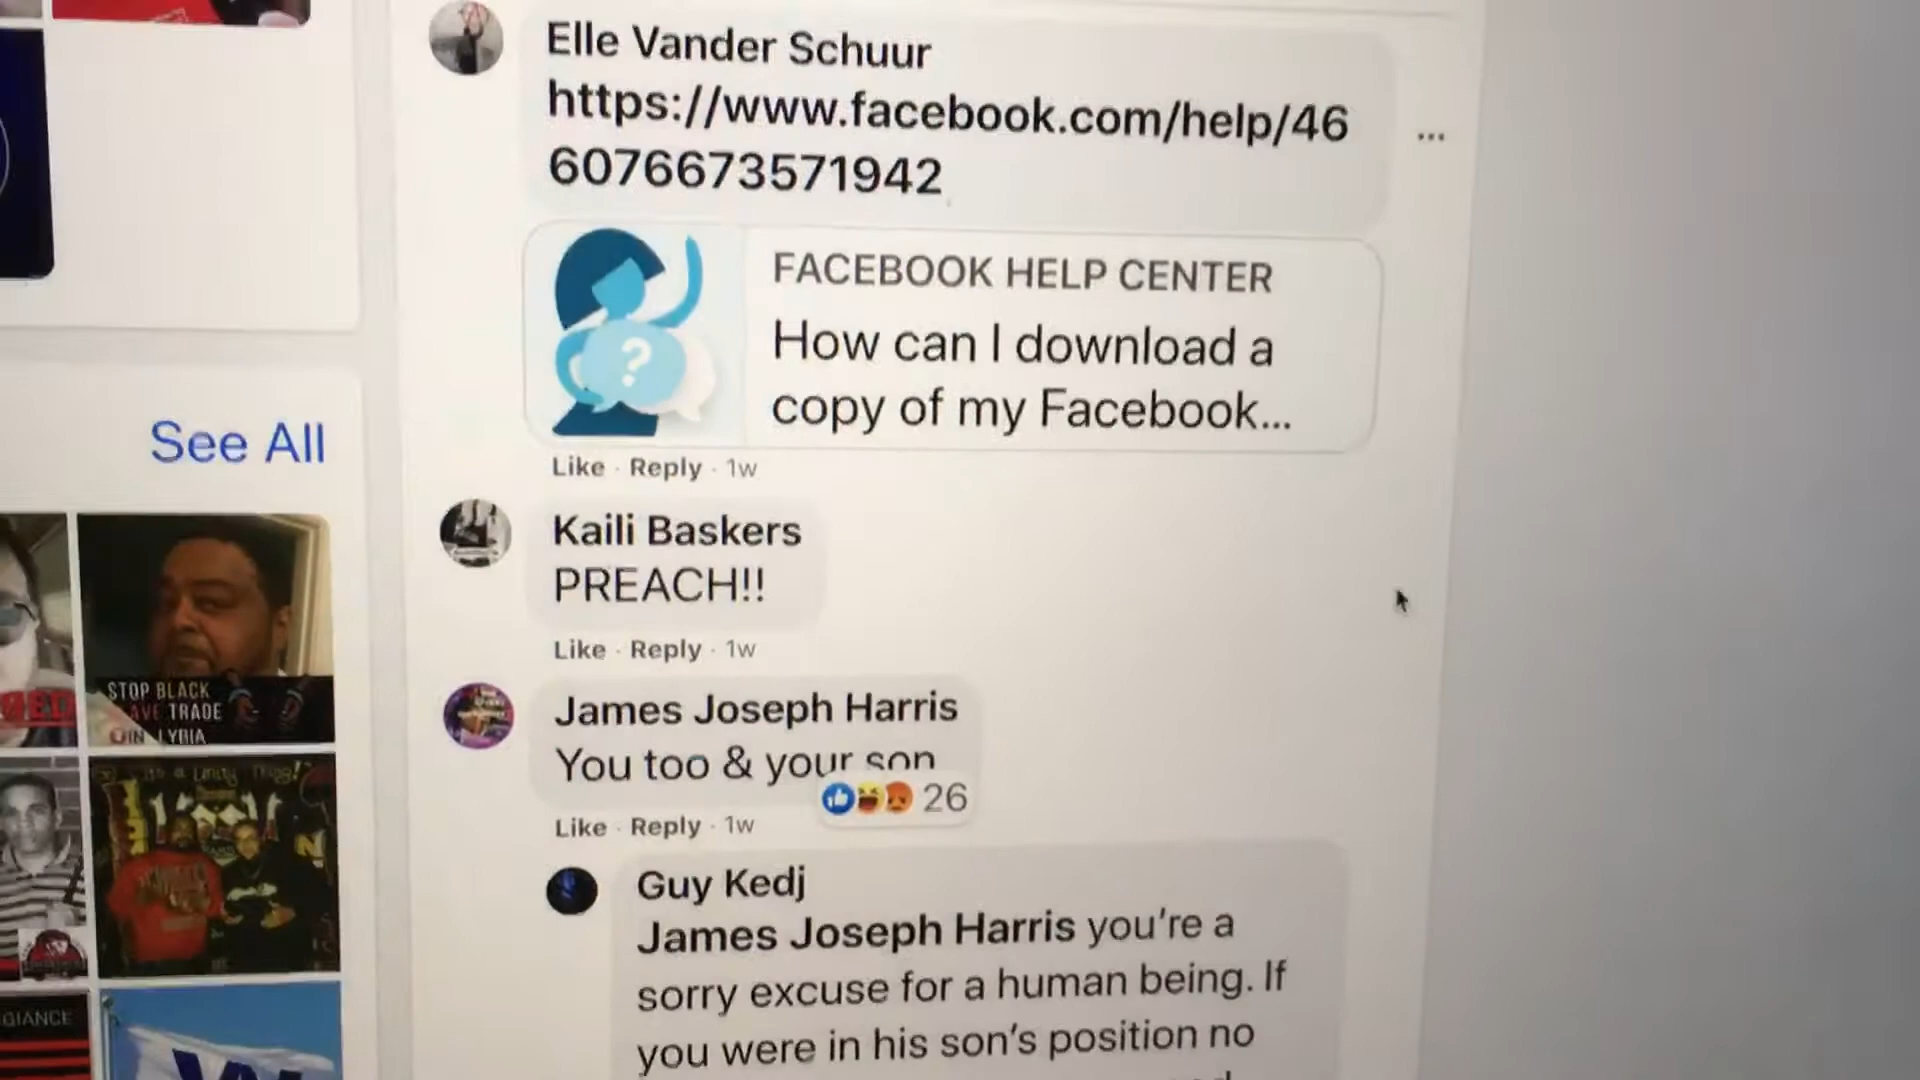 Elle Vander Schuur
https://www.facebook.com/help/46
6076673571942
...
FACEBOOK HELP CENTER
How can I download a
copy of my Facebook...
?
Like · Reply · 1w
See All
Kaili Baskers
PREACH!!
Like · Reply · 1w
STOP BLACK
TRADE
IN LYBIA
James Joseph Harris
You too & your son
26
Like · Reply · 1w
Guy Kedj
James Joseph Harris you're a
sorry excuse for a human being. If
you were in his son's position no
GIANCE
W